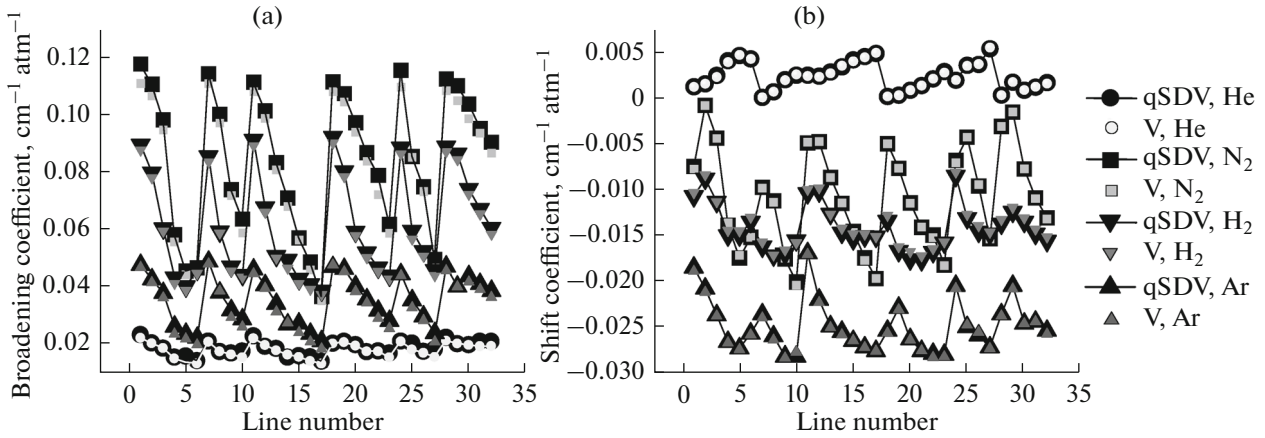 (a)
Broadening coefficient, cm⁻¹ atm⁻¹
0.12
0.10
0.08
0.06
0.04
0.02
0
5
10
15
20
25
30
35
Line number
(b)
Shift coefficient, cm⁻¹ atm⁻¹
0.005
0
−0.005
−0.010
−0.015
−0.020
−0.025
−0.030
0
5
10
15
20
25
30
35
Line number
qSDV, He
V, He
qSDV, N₂
V, N₂
qSDV, H₂
V, H₂
qSDV, Ar
V, Ar